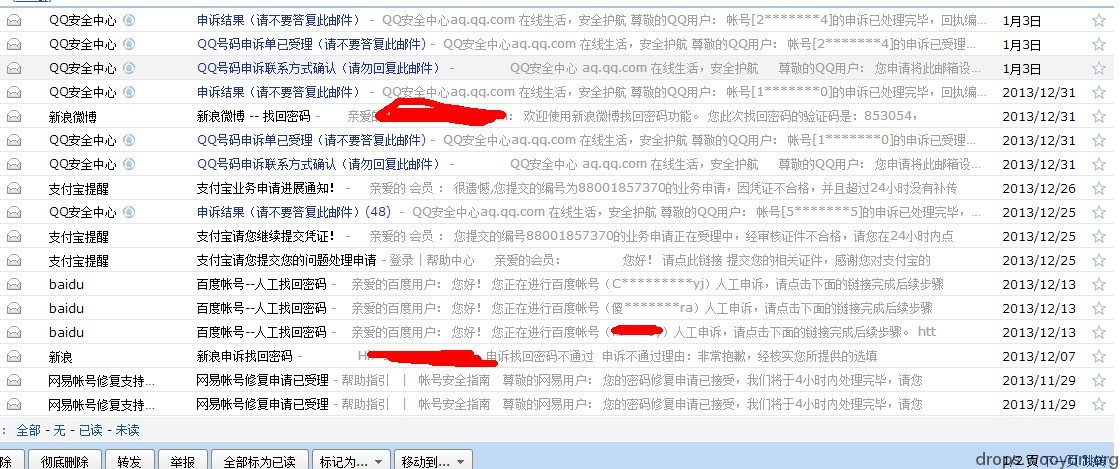 QQ安全中心 申诉结果（请不要答复此邮件） - QQ安全中心aq.qq.com 在线生活，安全护航 尊敬的QQ用户： 帐号[2*******4]的申诉已处理完毕，回执编... 1月3日
QQ安全中心 QQ号码申诉单已受理（请不要答复此邮件） - QQ安全中心aq.qq.com 在线生活，安全护航 尊敬的QQ用户： 帐号[2*******4]的申诉已受理完毕... 1月3日
QQ安全中心 QQ号码申诉联系方式确认（请勿回复此邮件） - QQ安全中心 aq.qq.com 在线生活，安全护航 尊敬的QQ用户： 您申请将此邮箱设... 1月3日
QQ安全中心 申诉结果（请不要答复此邮件） - QQ安全中心aq.qq.com 在线生活，安全护航 尊敬的QQ用户： 帐号[1*******0]的申诉已处理完毕，回执编... 2013/12/31
新浪微博 新浪微博 -- 找回密码 - 亲爱的 ： 欢迎使用新浪微博找回密码功能。 您此次找回密码的验证码是：853054， 2013/12/31
QQ安全中心 QQ号码申诉单已受理（请不要答复此邮件） - QQ安全中心aq.qq.com 在线生活，安全护航 尊敬的QQ用户： 帐号[1*******0]的申诉已受理完毕... 2013/12/31
QQ安全中心 QQ号码申诉联系方式确认（请勿回复此邮件） - QQ安全中心 aq.qq.com 在线生活，安全护航 尊敬的QQ用户： 您申请将此邮箱设... 2013/12/31
支付宝提醒 支付宝业务申请进展通知！ - 亲爱的 会员 ： 很遗憾,您提交的编号为88001857370的业务申请，因凭证不合格，并且超过24小时没有补传 2013/12/26
QQ安全中心 申诉结果（请不要答复此邮件）(48) - QQ安全中心aq.qq.com 在线生活，安全护航 尊敬的QQ用户： 帐号[5*******5]的申诉已处理完毕，... 2013/12/25
支付宝提醒 支付宝请您继续提交凭证！ - 亲爱的 会员 ： 您提交的编号88001857370的业务申请正在受理中，经审核证件不合格，请您在24小时内点 2013/12/25
支付宝提醒 支付宝请您提交您的问题处理申请 - 登录 | 帮助中心 亲爱的会员： 您好！ 请点此链接 提交您的相关证件，感谢您对支付宝的 2013/12/25
baidu 百度帐号--人工找回密码 - 亲爱的百度用户： 您好！ 您正在进行百度帐号（C*********yj）人工申诉，请点击下面的链接完成后续步骤 2013/12/13
baidu 百度帐号--人工找回密码 - 亲爱的百度用户： 您好！ 您正在进行百度帐号（傻*******ra）人工申诉，请点击下面的链接完成后续步骤 2013/12/13
baidu 百度帐号--人工找回密码 - 亲爱的百度用户： 您好！ 您正在进行百度帐号（ ）人工申诉，请点击下面的链接完成后续步骤。 htt 2013/12/13
新浪 新浪申诉找回密码 - 申诉找回密码不通过 申诉不通过理由：非常抱歉，经核实您所提供的选填 2013/12/07
网易帐号修复支持... 网易帐号修复申请已受理 - 帮助指引 | 帐号安全指南 尊敬的网易用户： 您的密码修复申请已接受，我们将于4小时内处理完毕，请您 2013/11/29
网易帐号修复支持... 网易帐号修复申请已受理 - 帮助指引 | 帐号安全指南 尊敬的网易用户： 您的密码修复申请已接受，我们将于4小时内处理完毕，请您 2013/11/29
： 全部 - 无 - 已读 - 未读
除 彻底删除 转发 举报 全部标为已读 标记为... 移动到... 1/2 页 下一页
drops.wooyun.org